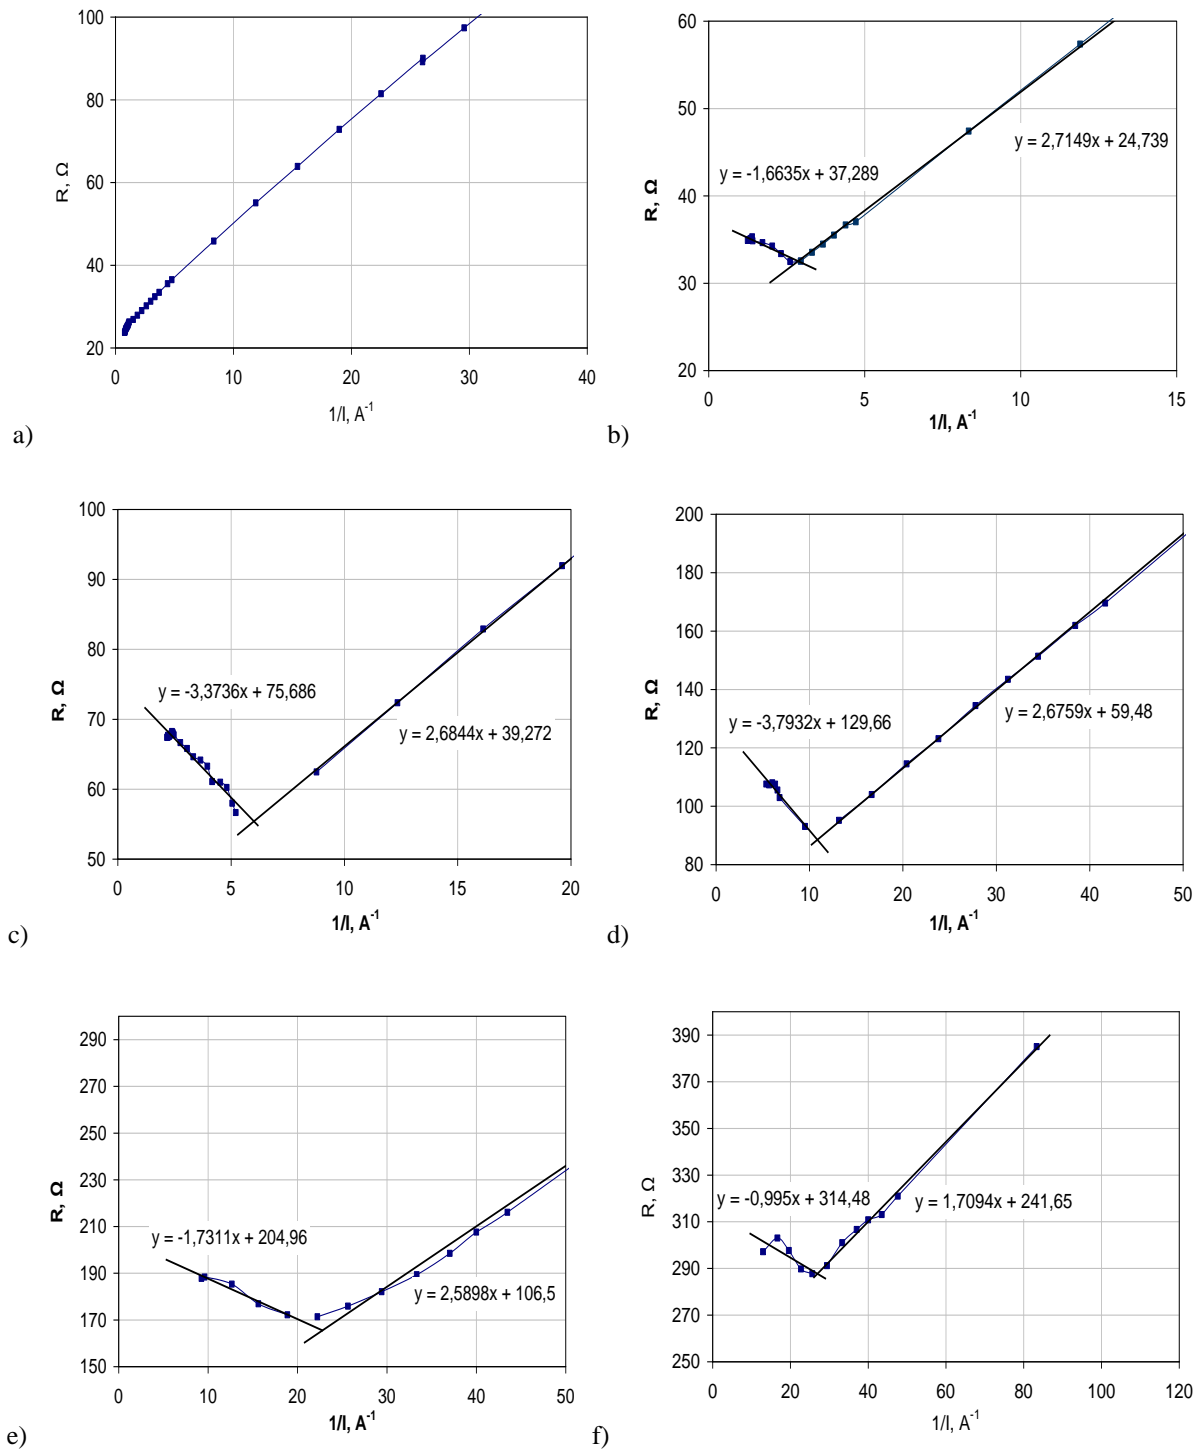 100
80
60
40
20
R, Ω
0 10 20 30 40
1/I, A⁻¹
a)
60
50
40
30
20
R, Ω
y = -1,6635x + 37,289
y = 2,7149x + 24,739
0 5 10 15
1/I, A⁻¹
b)
100
90
80
70
60
50
R, Ω
y = -3,3736x + 75,686
y = 2,6844x + 39,272
0 5 10 15 20
1/I, A⁻¹
c)
200
180
160
140
120
100
80
R, Ω
y = -3,7932x + 129,66
y = 2,6759x + 59,48
0 10 20 30 40 50
1/I, A⁻¹
d)
290
270
250
230
210
190
170
150
R, Ω
y = -1,7311x + 204,96
y = 2,5898x + 106,5
0 10 20 30 40 50
1/I, A⁻¹
e)
390
370
350
330
310
290
270
250
R, Ω
y = -0,995x + 314,48
y = 1,7094x + 241,65
0 20 40 60 80 100 120
1/I, A⁻¹
f)